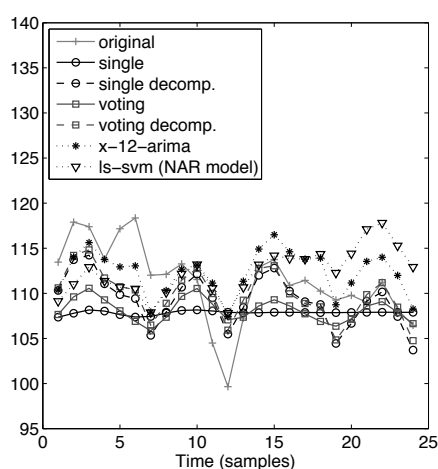 140
135
130
125
120
115
110
105
100
95
original
single
single decomp.
voting
voting decomp.
x-12-arima
ls-svm (NAR model)
0
5
10
15
20
25
Time (samples)